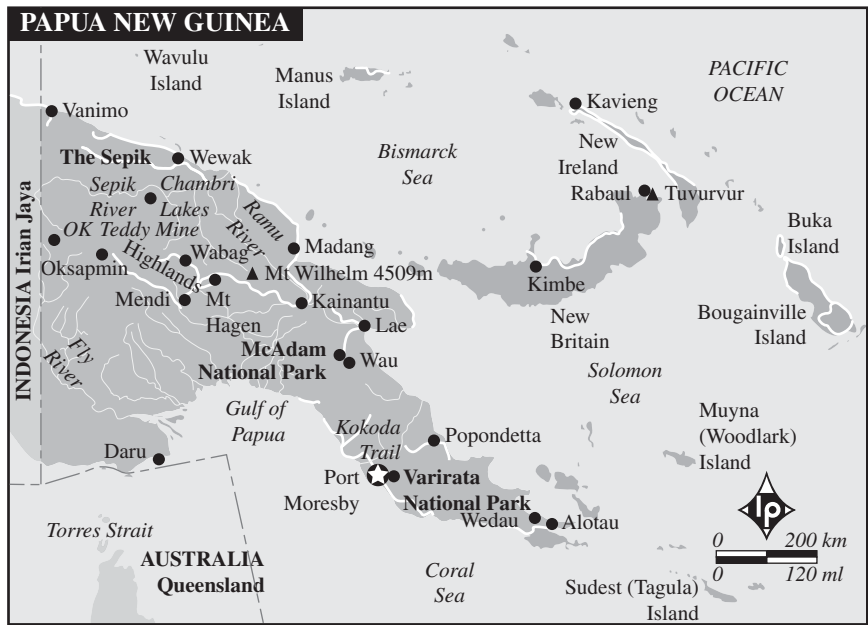 PAPUA NEW GUINEA
Wavulu
Island
Manus
Island
PACIFIC
OCEAN
Vanimo
Kavieng
The Sepik
Wewak
Bismarck
Sea
New
Ireland
Rabaul
Tuvurvur
Sepik
River
Chambri
Lakes
Ramu
River
OK Teddy Mine
Buka
Island
INDONESIA Irian Jaya
Oksapmin
Highlands
Wabag
Madang
Mt Wilhelm 4509m
Kimbe
Mendi
Mt
Hagen
Kainantu
New
Britain
Bougainville
Island
Lae
Fly
River
McAdam
National Park
Wau
Solomon
Sea
Gulf of
Papua
Kokoda
Trail
Popondetta
Muyna
(Woodlark)
Island
Daru
Port
Moresby
Varirata
National Park
Wedau
Alotau
lp
Torres Strait
AUSTRALIA
Queensland
Coral
Sea
0 200 km
0 120 ml
Sudest (Tagula)
Island